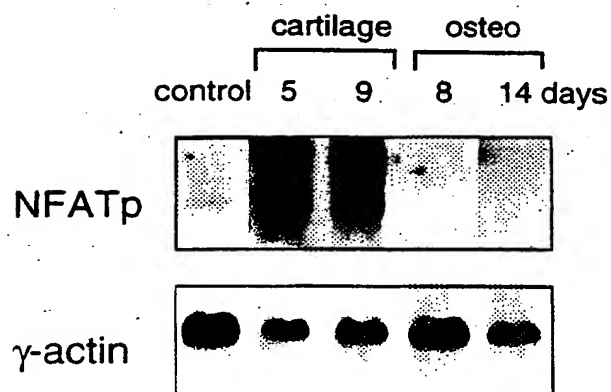 cartilage osteo
control 5 9 8 14 days
NFATp
γ-actin